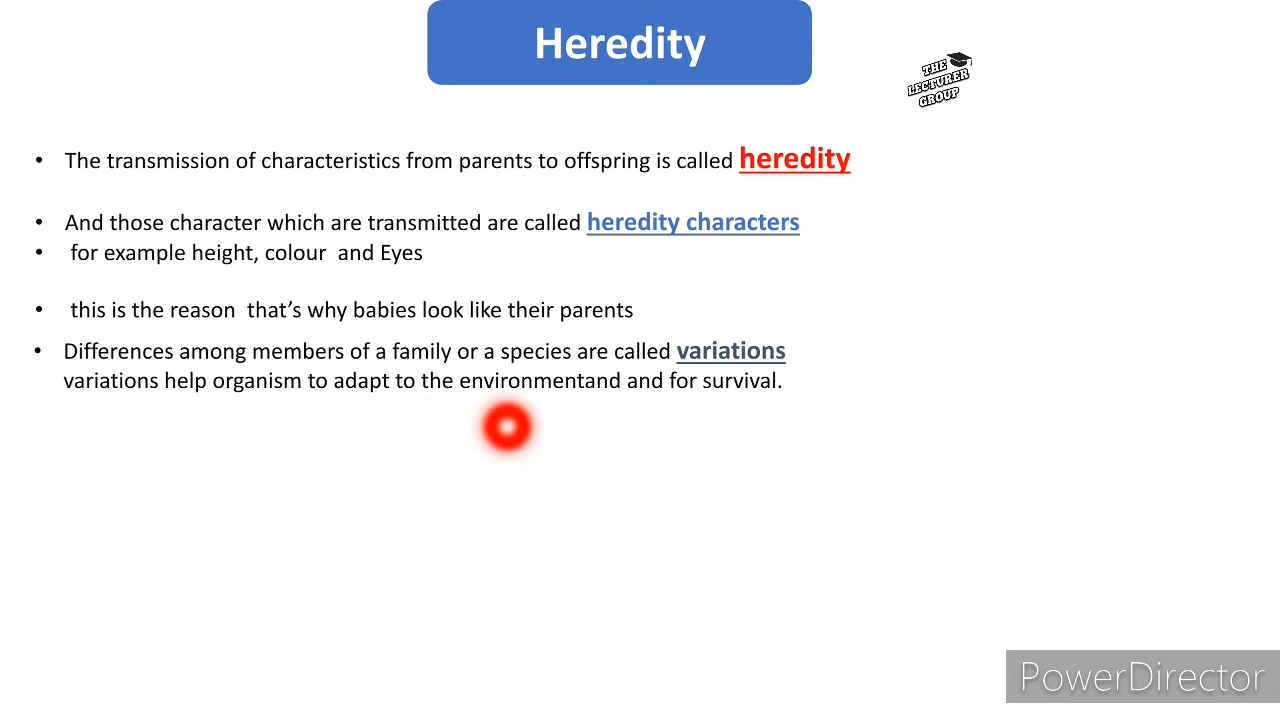 Heredity
THE
LECTURER
GROUP
• The transmission of characteristics from parents to offspring is called heredity
• And those character which are transmitted are called heredity characters
• for example height, colour and Eyes
• this is the reason that's why babies look like their parents
• Differences among members of a family or a species are called variations
variations help organism to adapt to the environmentand and for survival.
PowerDirector